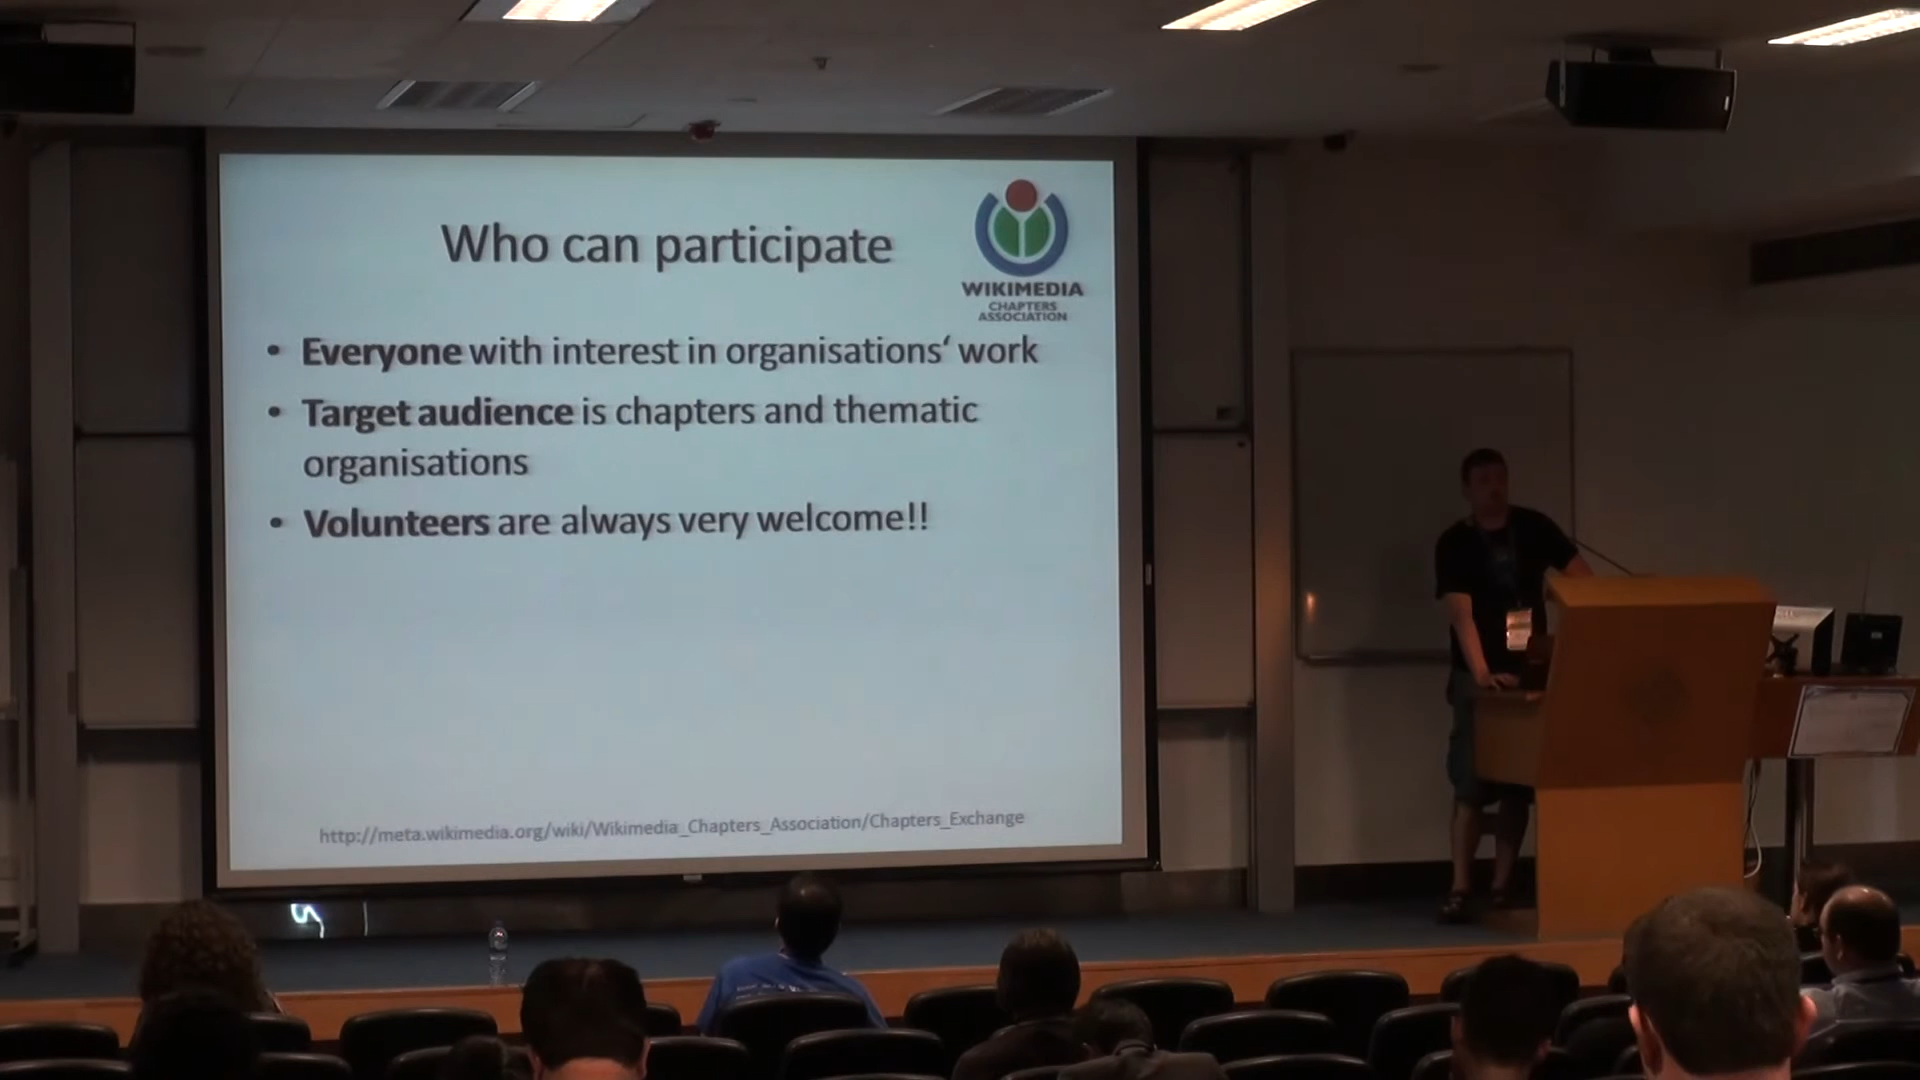 Who can participate
WIKIMEDIA
CHAPTERS
ASSOCIATION
• Everyone with interest in organisations‘ work
• Target audience is chapters and thematic
organisations
• Volunteers are always very welcome!!
http://meta.wikimedia.org/wiki/Wikimedia_Chapters_Association/Chapters_Exchange